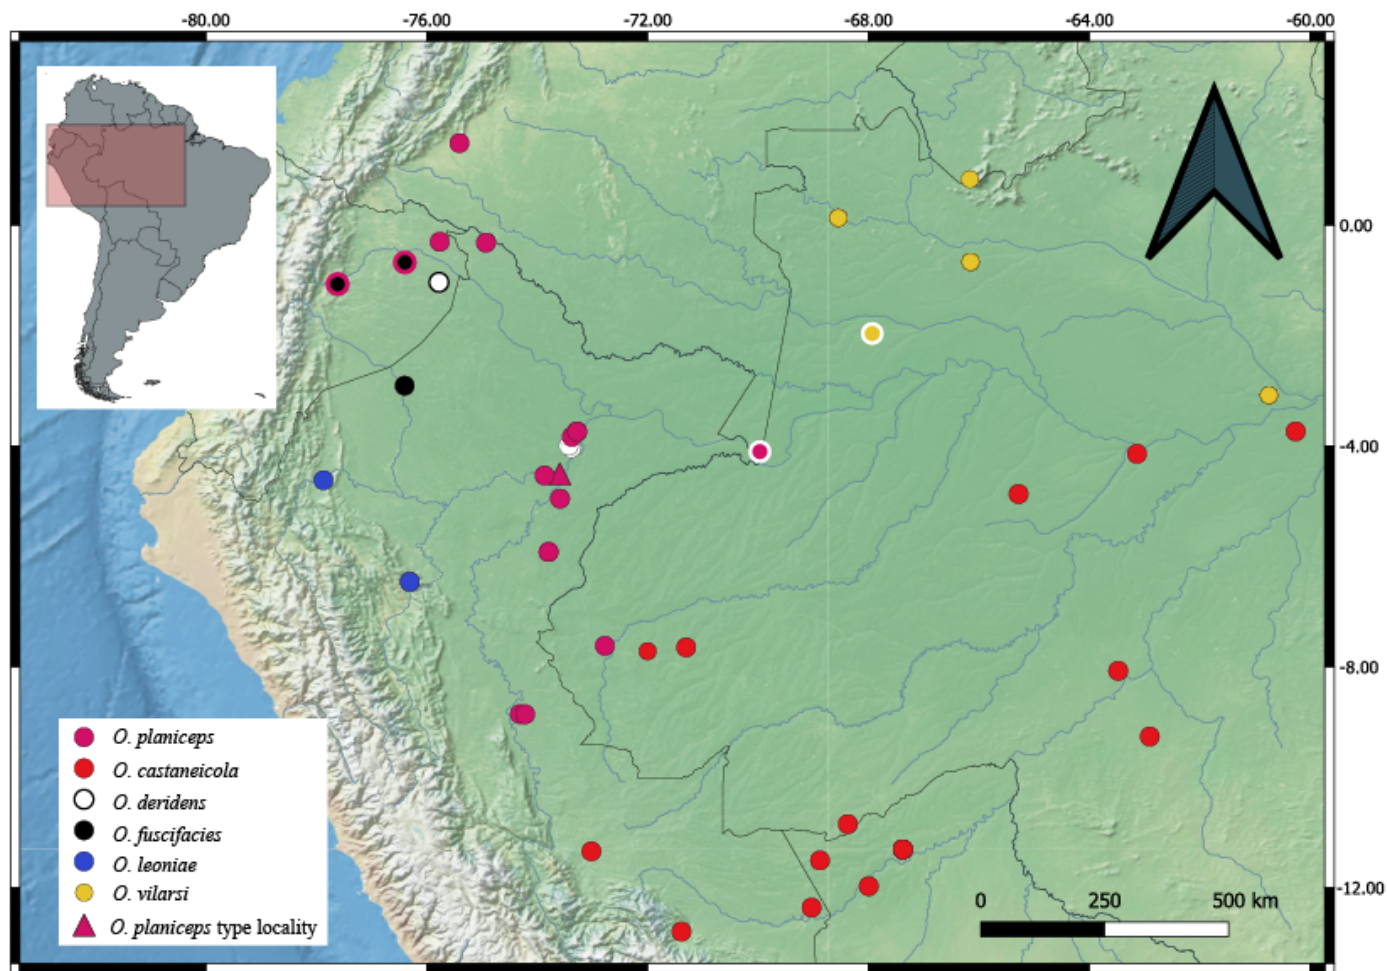 -80.00 -76.00 -72.00 -68.00 -64.00 -60.00
0.00
-4.00
-8.00
-12.00
O. planiceps
O. castaneicola
O. deridens
O. fuscifacies
O. leoniae
O. vilarsi
O. planiceps type locality
0 250 500 km